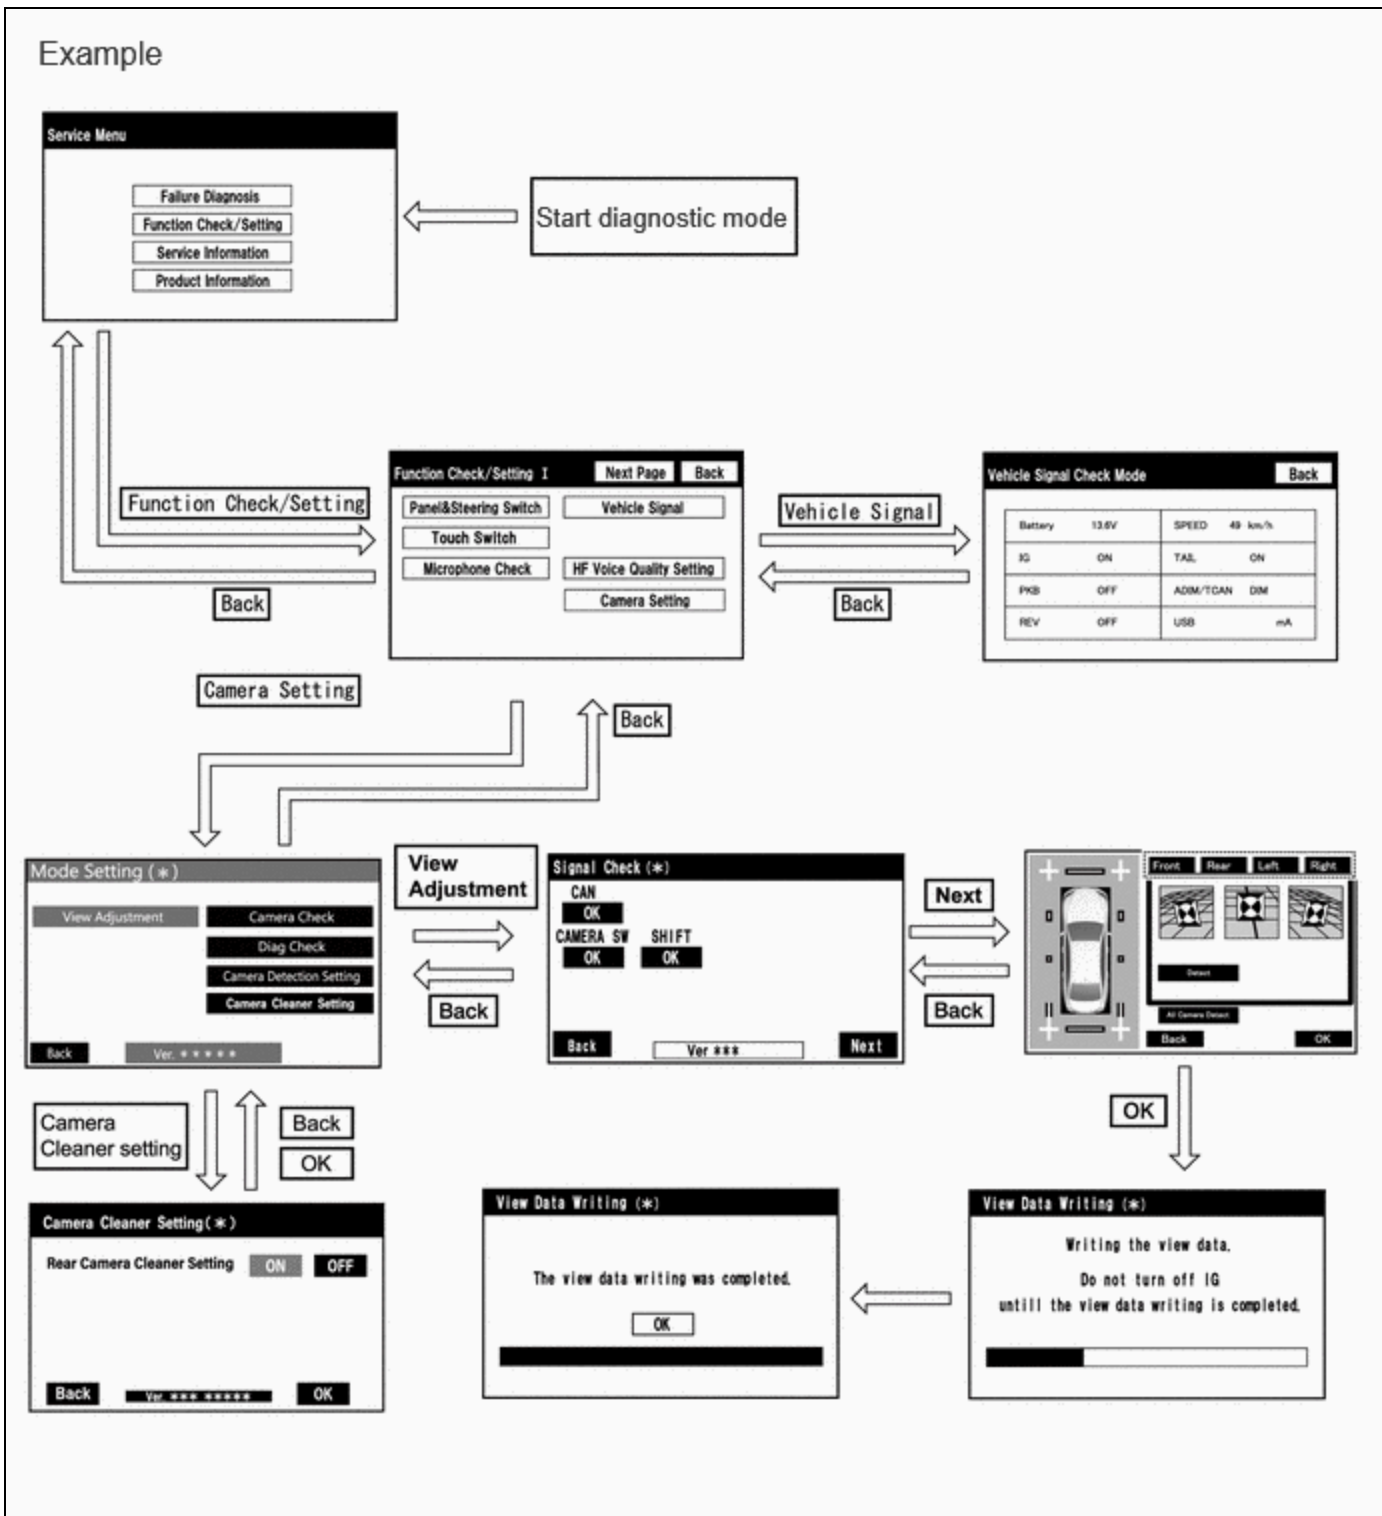 Example
Service Menu
Failure Diagnosis
Function Check/Setting
Service Information
Product Information
Start diagnostic mode
Function Check/Setting
Back
Function Check/Setting I
Next Page
Back
Panel&Steering Switch
Vehicle Signal
Touch Switch
Microphone Check
HF Voice Quality Setting
Camera Setting
Vehicle Signal
Back
Vehicle Signal Check Mode
Back
Battery 13.6V SPEED 49 km/h
IG ON TAIL ON
PKB OFF ADIM/TCAN DIM
REV OFF USB mA
Camera Setting
Back
Mode Setting (*)
View Adjustment
Camera Check
Diag Check
Camera Detection Setting
Camera Cleaner Setting
Back
Ver. * * * * *
View
Adjustment
Back
Signal Check (*)
CAN
OK
CAMERA SW SHIFT
OK OK
Back
Ver ***
Next
Next
Back
Front Rear Left Right
Detect
All Camera Detect
Back
OK
OK
Camera
Cleaner setting
Back
OK
Camera Cleaner Setting(*)
Rear Camera Cleaner Setting ON OFF
Back
Ver. *** *****
OK
View Data Writing (*)
The view data writing was completed.
OK
View Data Writing (*)
Writing the view data.
Do not turn off IG
untill the view data writing is completed.